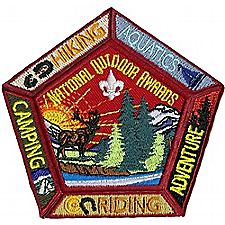 HIKING
AQUATICS
NATIONAL OUTDOOR AWARDS
CAMPING
ADVENTURE
RIDING